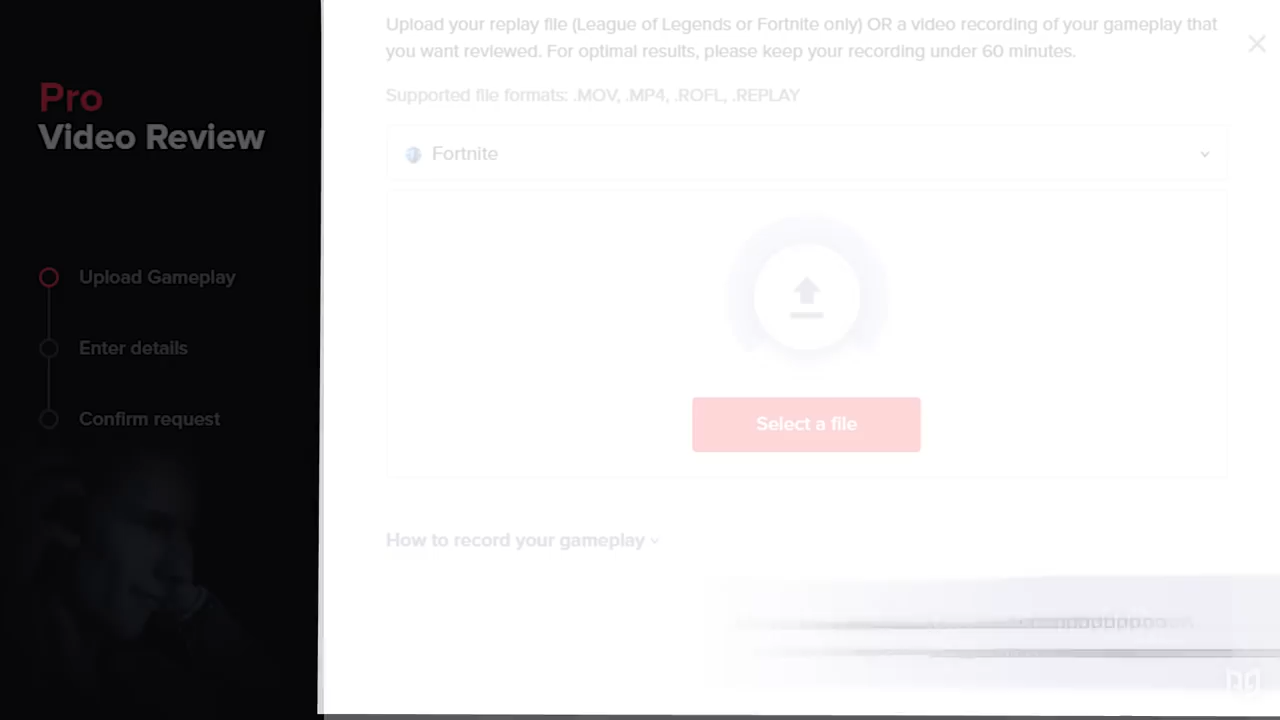 Upload your replay file (League of Legends or Fortnite only) OR a video recording of your gameplay that
you want reviewed. For optimal results, please keep your recording under 60 minutes.
Supported file formats: .MOV, .MP4, .ROFL, .REPLAY
Pro
Video Review
Fortnite
Upload Gameplay
Enter details
Confirm request
Select a file
How to record your gameplay